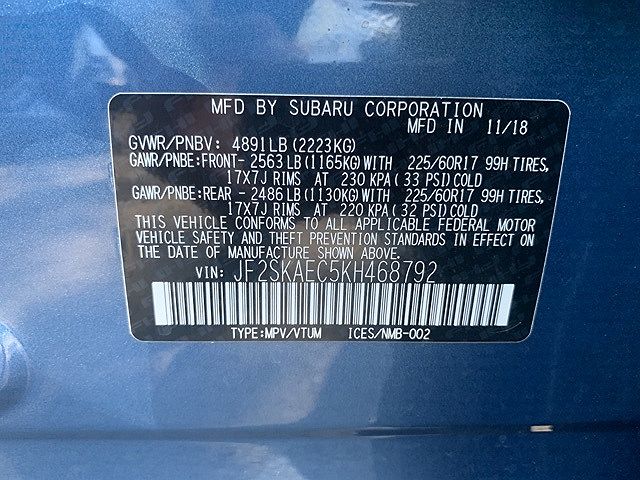 MFD BY SUBARU CORPORATION
MFD IN 11/18
GVWR/PNBV: 4891LB (2223KG)
GAWR/PNBE:FRONT- 2563LB (1165KG) WITH 225/60R17 99H TIRES,
17X7J RIMS AT 230 KPA ( 33 PSI) COLD
GAWR/PNBE:REAR - 2486LB (1130KG) WITH 225/60R17 99H TIRES,
17X7J RIMS AT 220 KPA ( 32 PSI) COLD
THIS VEHICLE CONFORMS TO ALL APPLICABLE FEDERAL MOTOR
VEHICLE SAFETY AND THEFT PREVENTION STANDARDS IN EFFECT ON
THE DATE OF MANUFACTURE SHOWN ABOVE.
VIN: JF2SKAEC5KH468792
TYPE:MPV/VTUM ICES/NMB-002